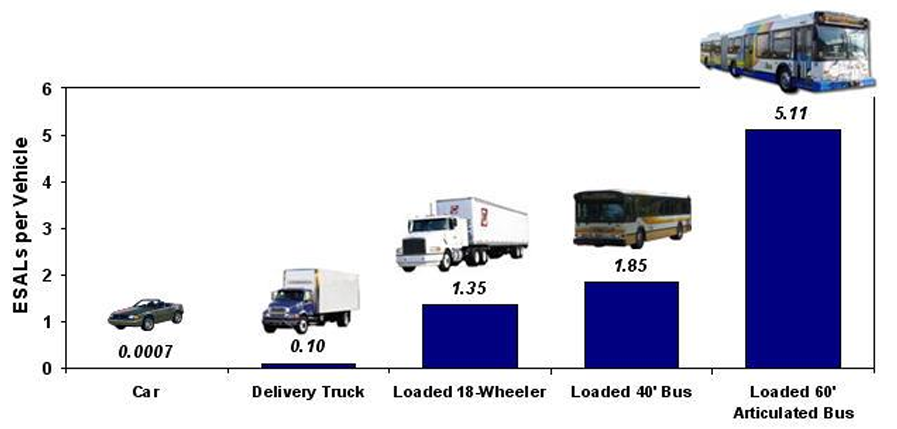 ESALs per Vehicle
6
5
4
3
2
1
0
0.0007
0.10
1.35
1.85
5.11
Car
Delivery Truck
Loaded 18-Wheeler
Loaded 40' Bus
Loaded 60'
Articulated Bus